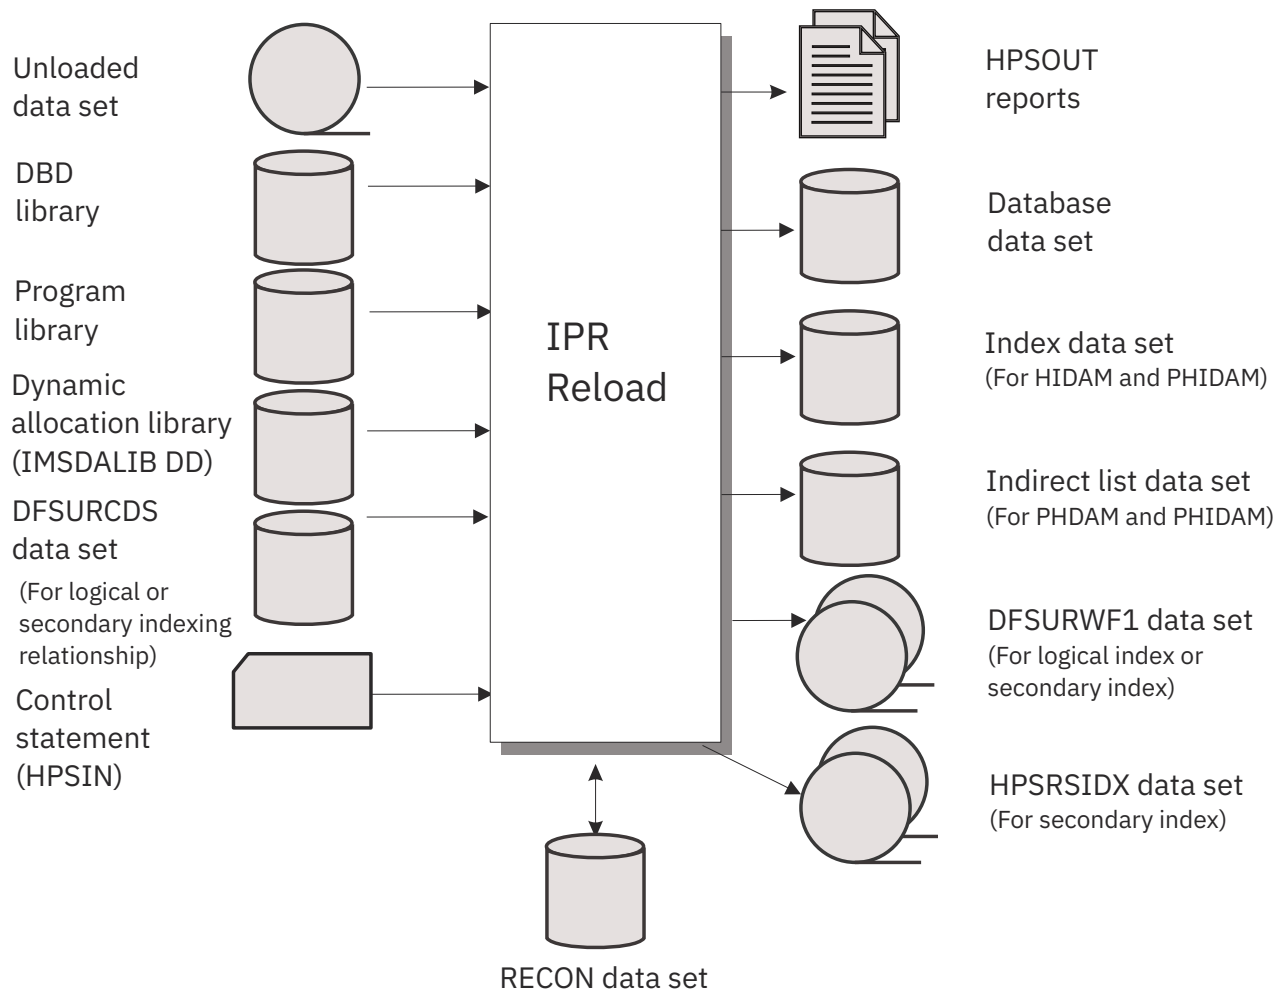 Unloaded
data set
DBD
library
Program
library
Dynamic
allocation library
(IMSDALIB DD)
DFSURCDS
data set
(For logical or
secondary indexing
relationship)
Control
statement
(HPSIN)
IPR
Reload
RECON data set
HPSOUT
reports
Database
data set
Index data set
(For HIDAM and PHIDAM)
Indirect list data set
(For PHDAM and PHIDAM)
DFSURWF1 data set
(For logical index or
secondary index)
HPSRSIDX data set
(For secondary index)